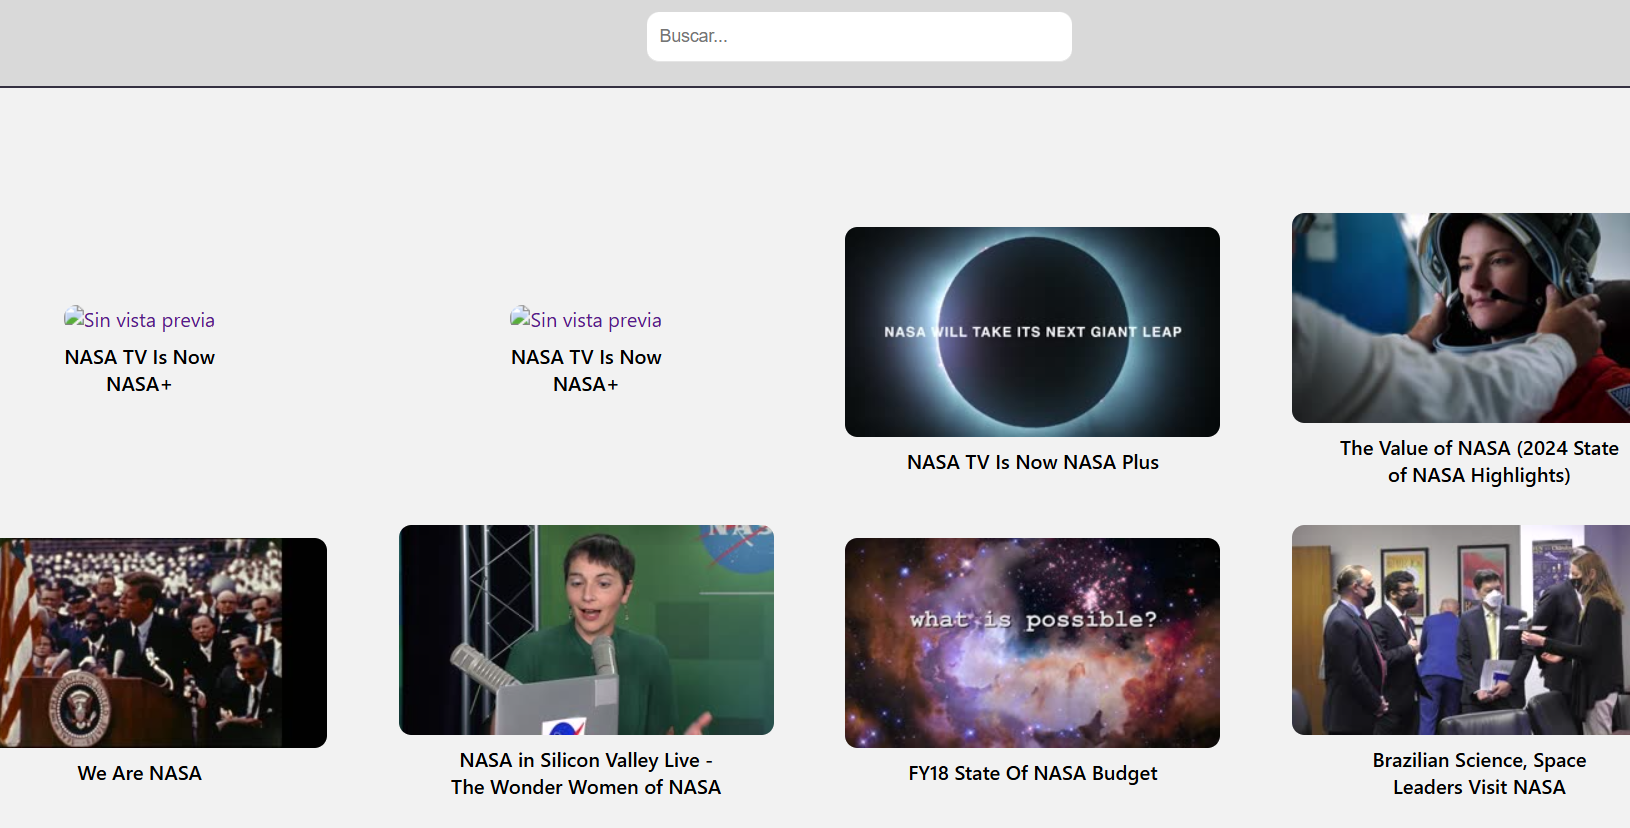 Buscar...
Sin vista previa
NASA TV Is Now
NASA+
Sin vista previa
NASA TV Is Now
NASA+
NASA WILL TAKE ITS NEXT GIANT LEAP
NASA TV Is Now NASA Plus
The Value of NASA (2024 State
of NASA Highlights)
We Are NASA
NAS
NASA in Silicon Valley Live -
The Wonder Women of NASA
what is possible?
FY18 State Of NASA Budget
Brazilian Science, Space
Leaders Visit NASA